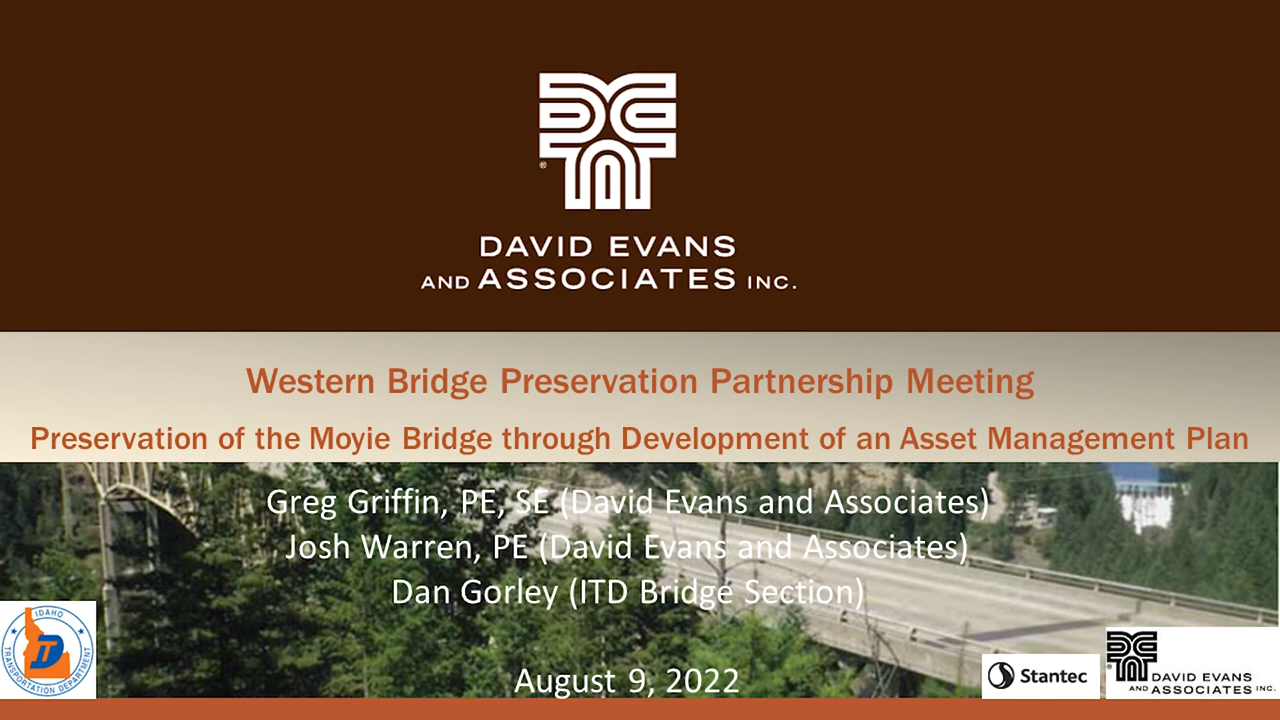 ®
DAVID EVANS
AND ASSOCIATES INC.
Western Bridge Preservation Partnership Meeting
Preservation of the Moyie Bridge through Development of an Asset Management Plan
Greg Griffin, PE, SE (David Evans and Associates)
Josh Warren, PE (David Evans and Associates)
Dan Gorley (ITD Bridge Section)
August 9, 2022
IDAHO
TRANSPORTATION DEPARTMENT
Stantec
DAVID EVANS
AND ASSOCIATES INC.